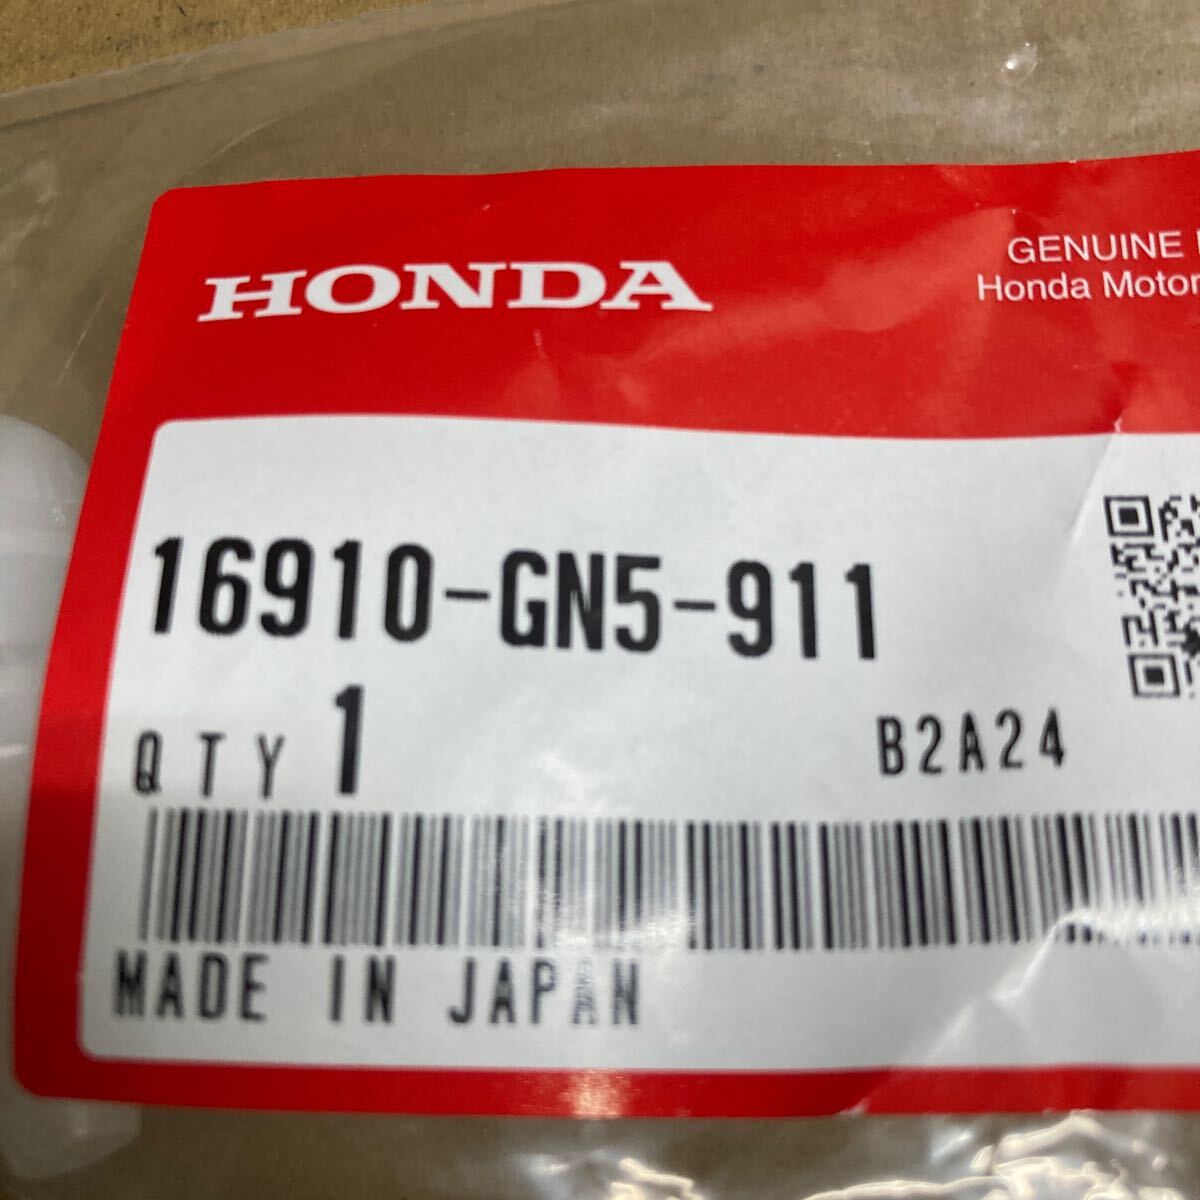 HONDA
GENUINE
Honda Motor
16910-GN5-911
QTY 1
B2A24
MADE IN JAPAN